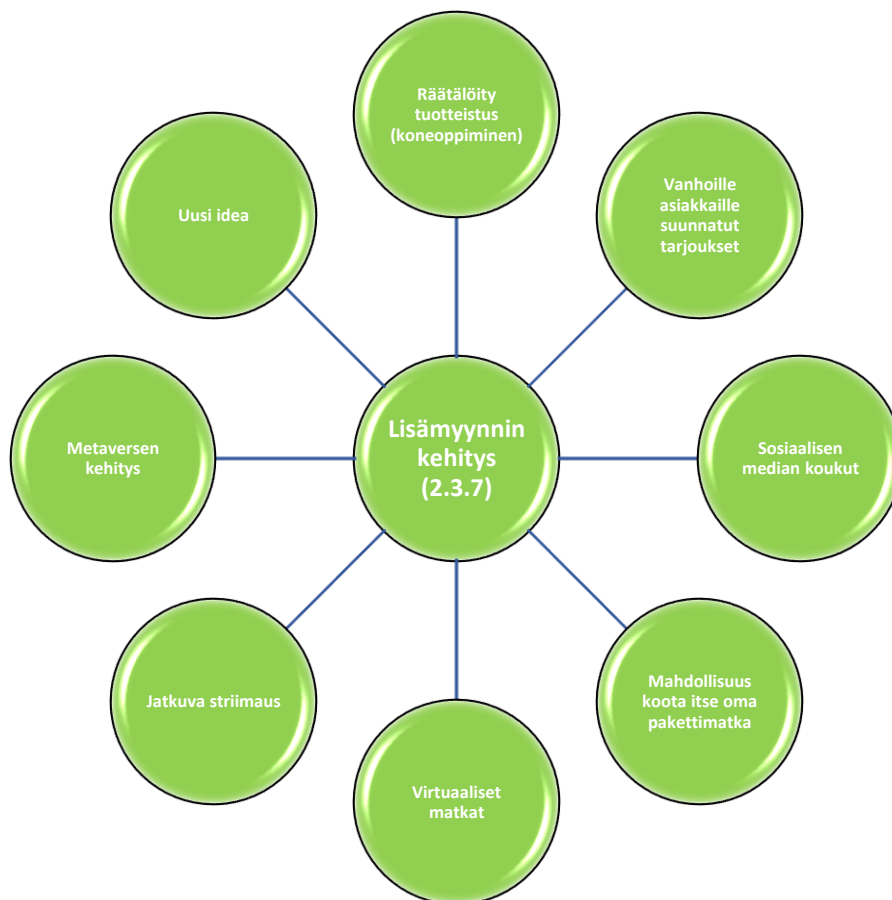 Räätälöity
tuotteistus
(koneoppiminen)
Vanhoille
asiakkaille
suunnatut
tarjoukset
Uusi idea
Lisämyynnin
kehitys
(2.3.7)
Sosiaalisen
median koukut
Metaversen
kehitys
Mahdollisuus
koota itse oma
pakettimatka
Jatkuva striimaus
Virtuaaliset
matkat